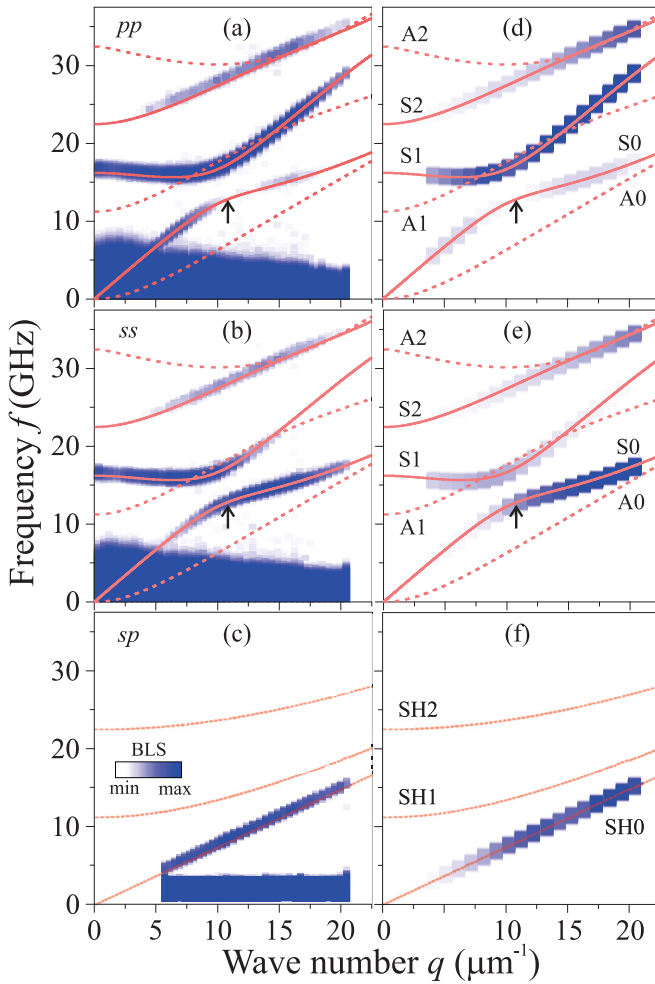 pp (a) (d)
30 A2
S2
20 S1 S0
10 A1 A0
0
ss (b) (e)
30 A2
S2
20 S1 S0
10 A1 A0
0
sp (c) (f)
30 SH2
20 BLS SH1
min max
10 SH0
0
0 5 10 15 20 0 5 10 15 20
Frequency f (GHz)
Wave number q (μm⁻¹)